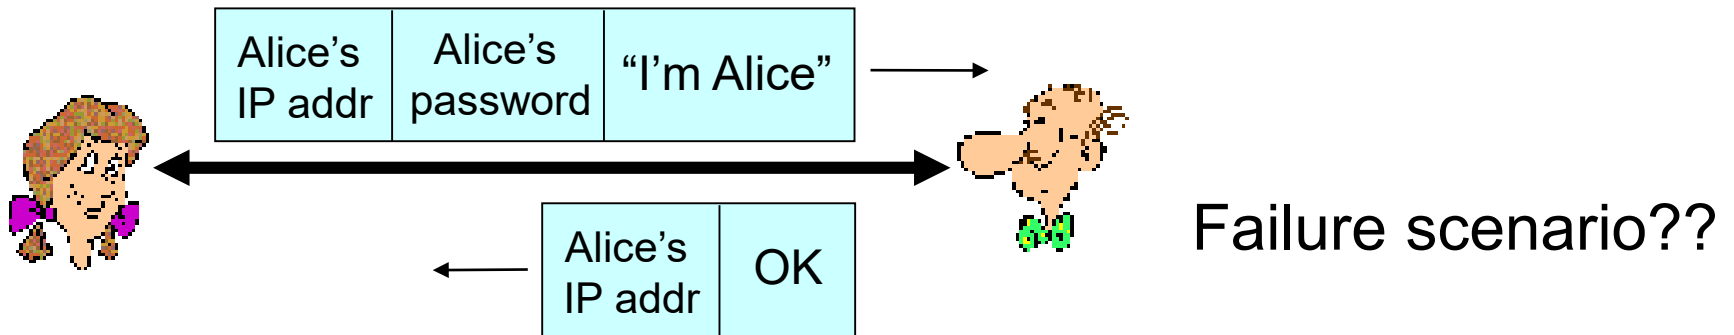 Alice’s
IP addr
Alice’s
password
“I’m Alice”
Alice’s
IP addr
OK
Failure scenario??